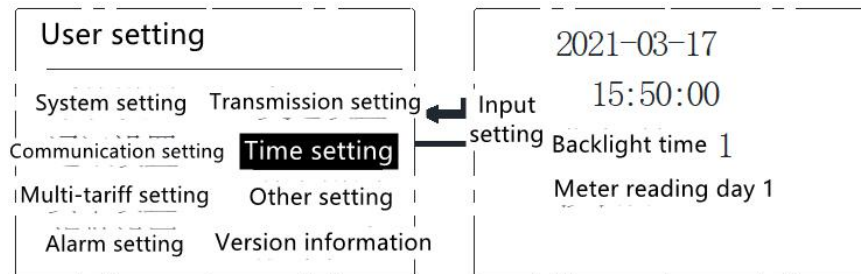 User setting
System setting Transmission setting
Communication setting Time setting
Multi-tariff setting Other setting
Alarm setting Version information
Input
setting
2021-03-17
15:50:00
Backlight time 1
Meter reading day 1